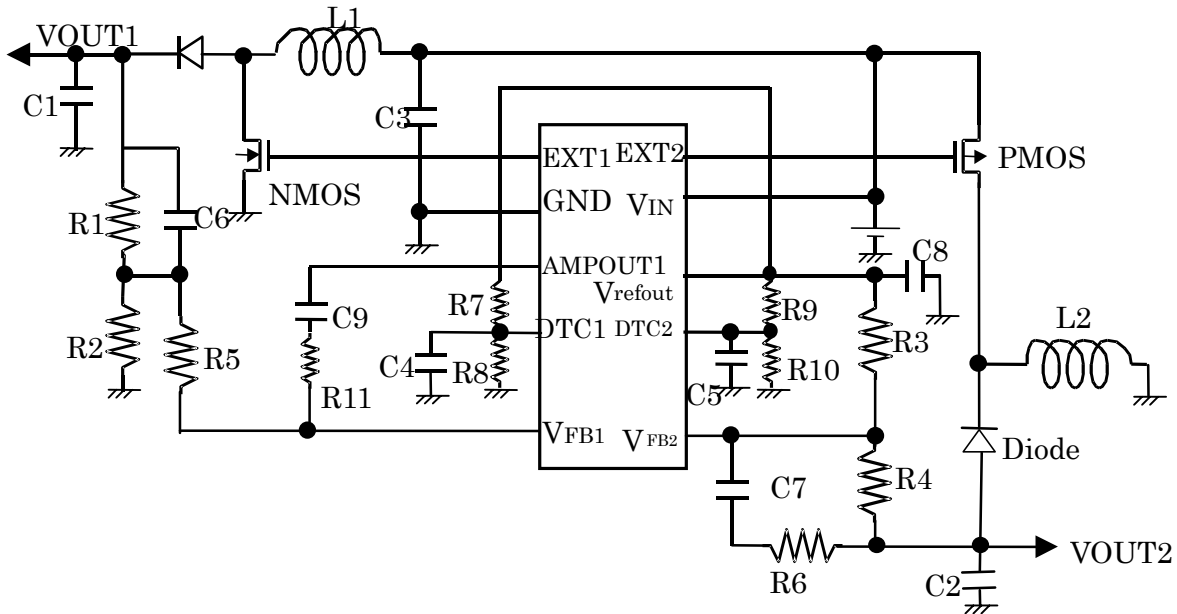 L1
VOUT1
C1
C3
EXT1
EXT2
PMOS
NMOS
GND
VIN
R1
C6
C8
AMPOUT1
Vrefout
R7
R9
C9
DTC1
DTC2
L2
R2
R5
R3
C4
R8
R10
R11
C5
VFB1
VFB2
Diode
R4
C7
VOUT2
R6
C2